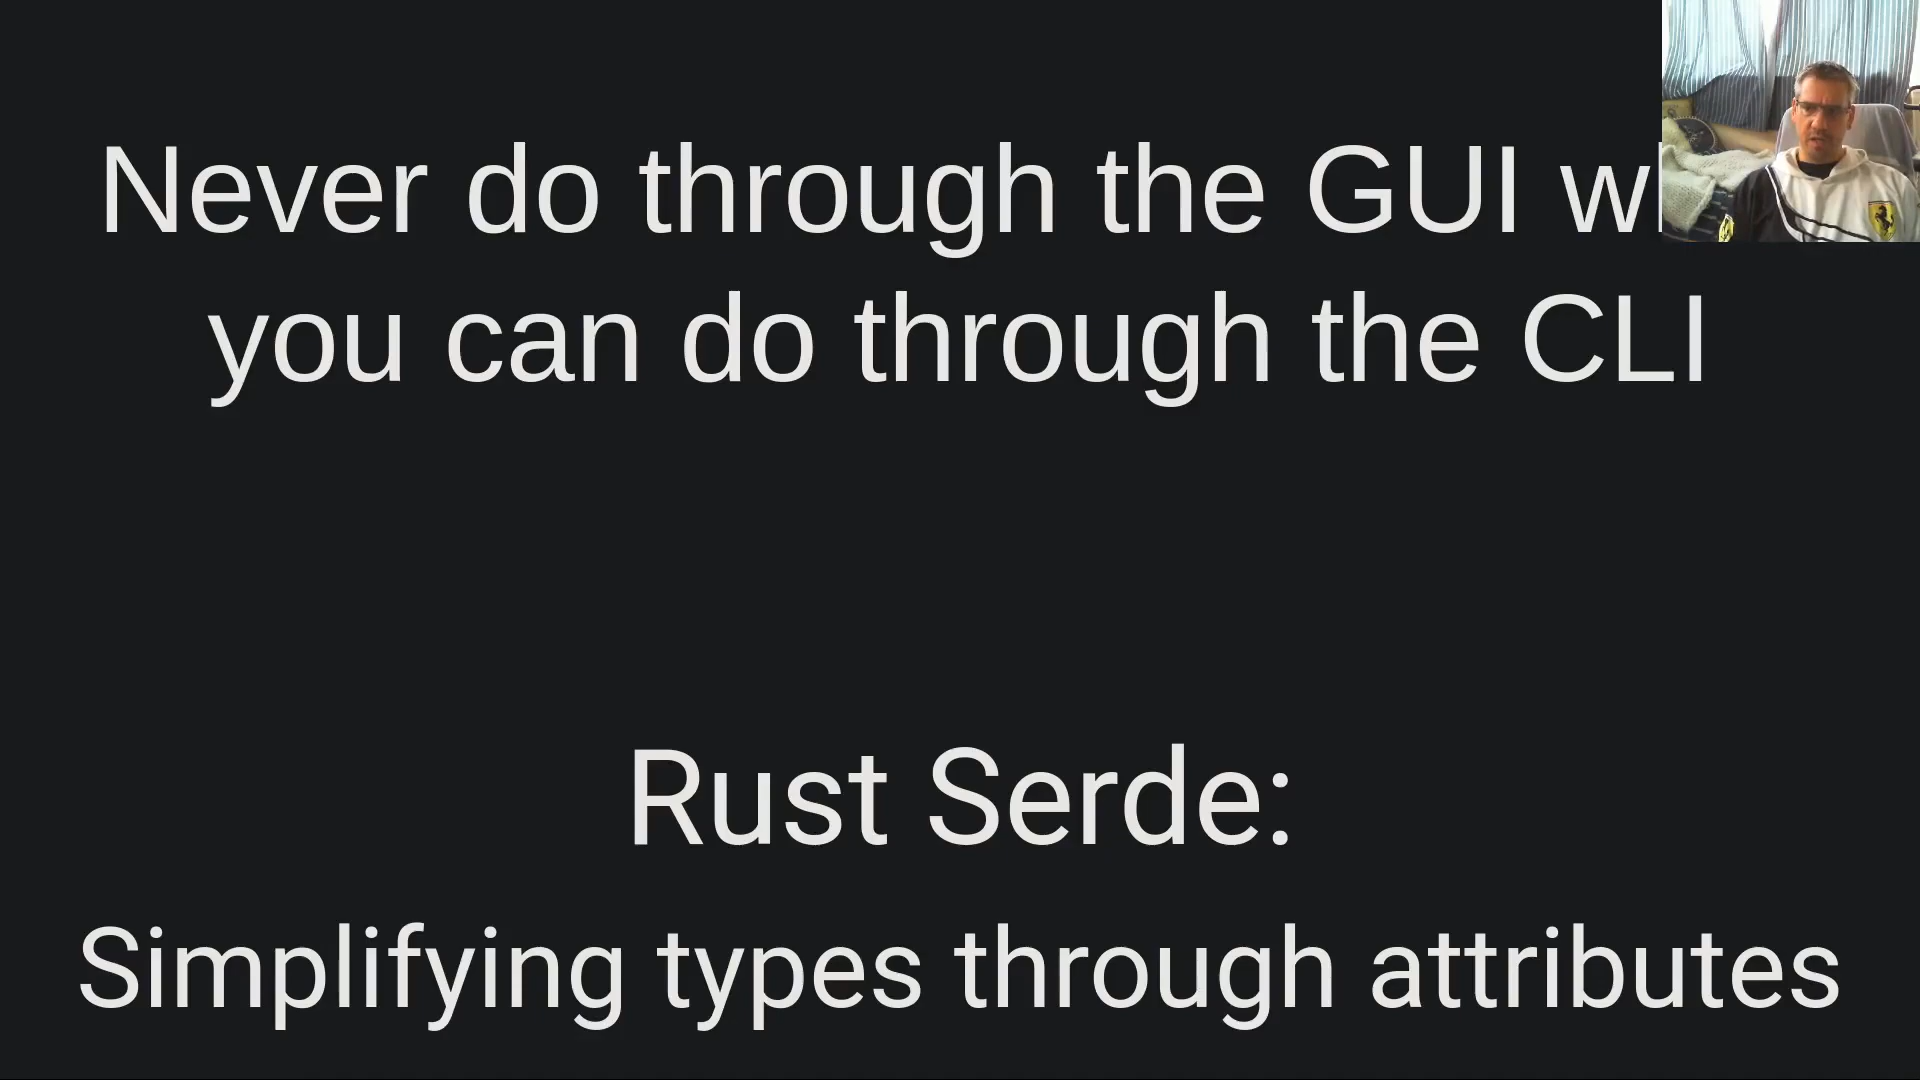 Never do through the GUI
you can do through the CLI
Rust Serde:
Simplifying types through attributes